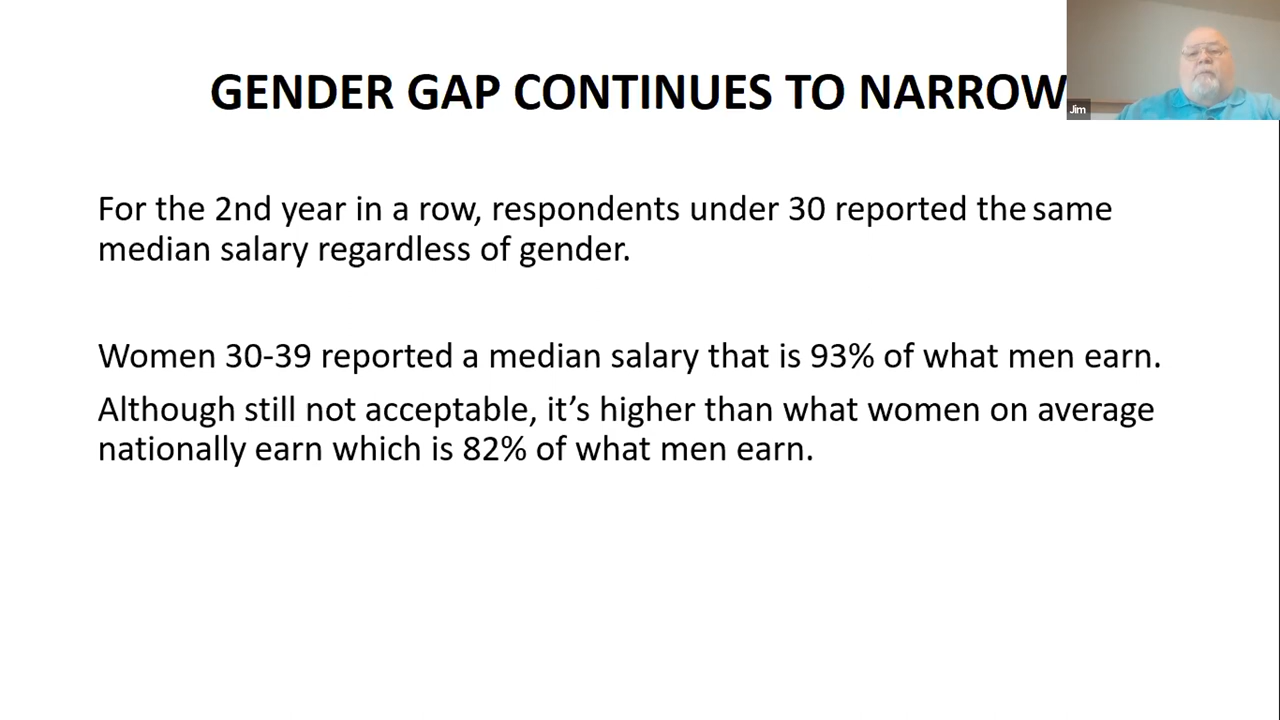 GENDER GAP CONTINUES TO NARROW
Jim
For the 2nd year in a row, respondents under 30 reported the same
median salary regardless of gender.
Women 30-39 reported a median salary that is 93% of what men earn.
Although still not acceptable, it’s higher than what women on average
nationally earn which is 82% of what men earn.